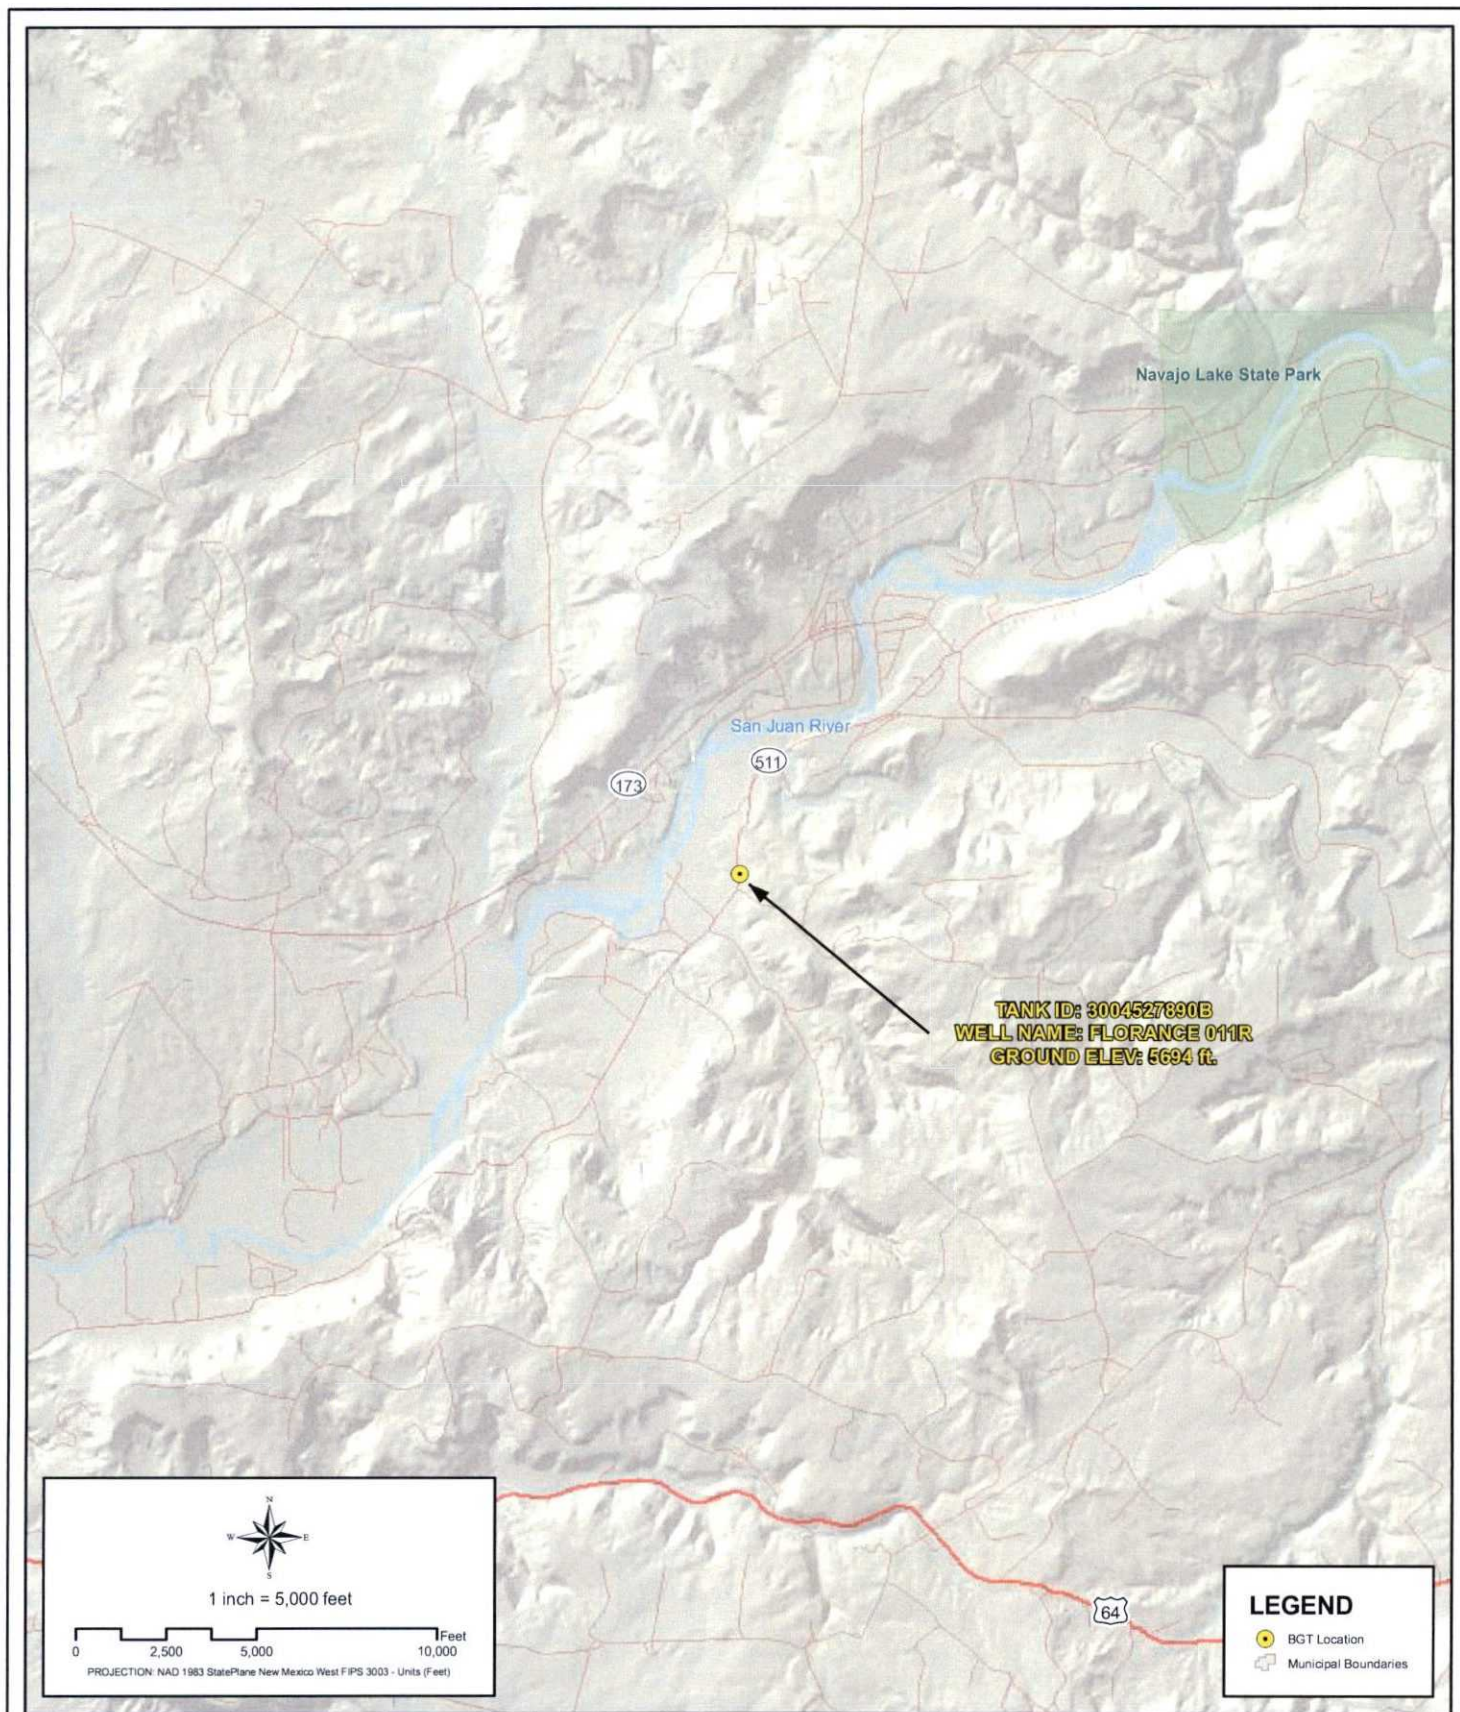 Navajo Lake State Park
San Juan River
511
173
TANK ID: 3004527890B
WELL NAME: FLORANCE 011R
GROUND ELEV: 5694 ft.
64
N
W E
S
1 inch = 5,000 feet
Feet
0 2,500 5,000 10,000
PROJECTION: NAD 1983 StatePlane New Mexico West FIPS 3003 - Units (Feet)
LEGEND
BGT Location
Municipal Boundaries